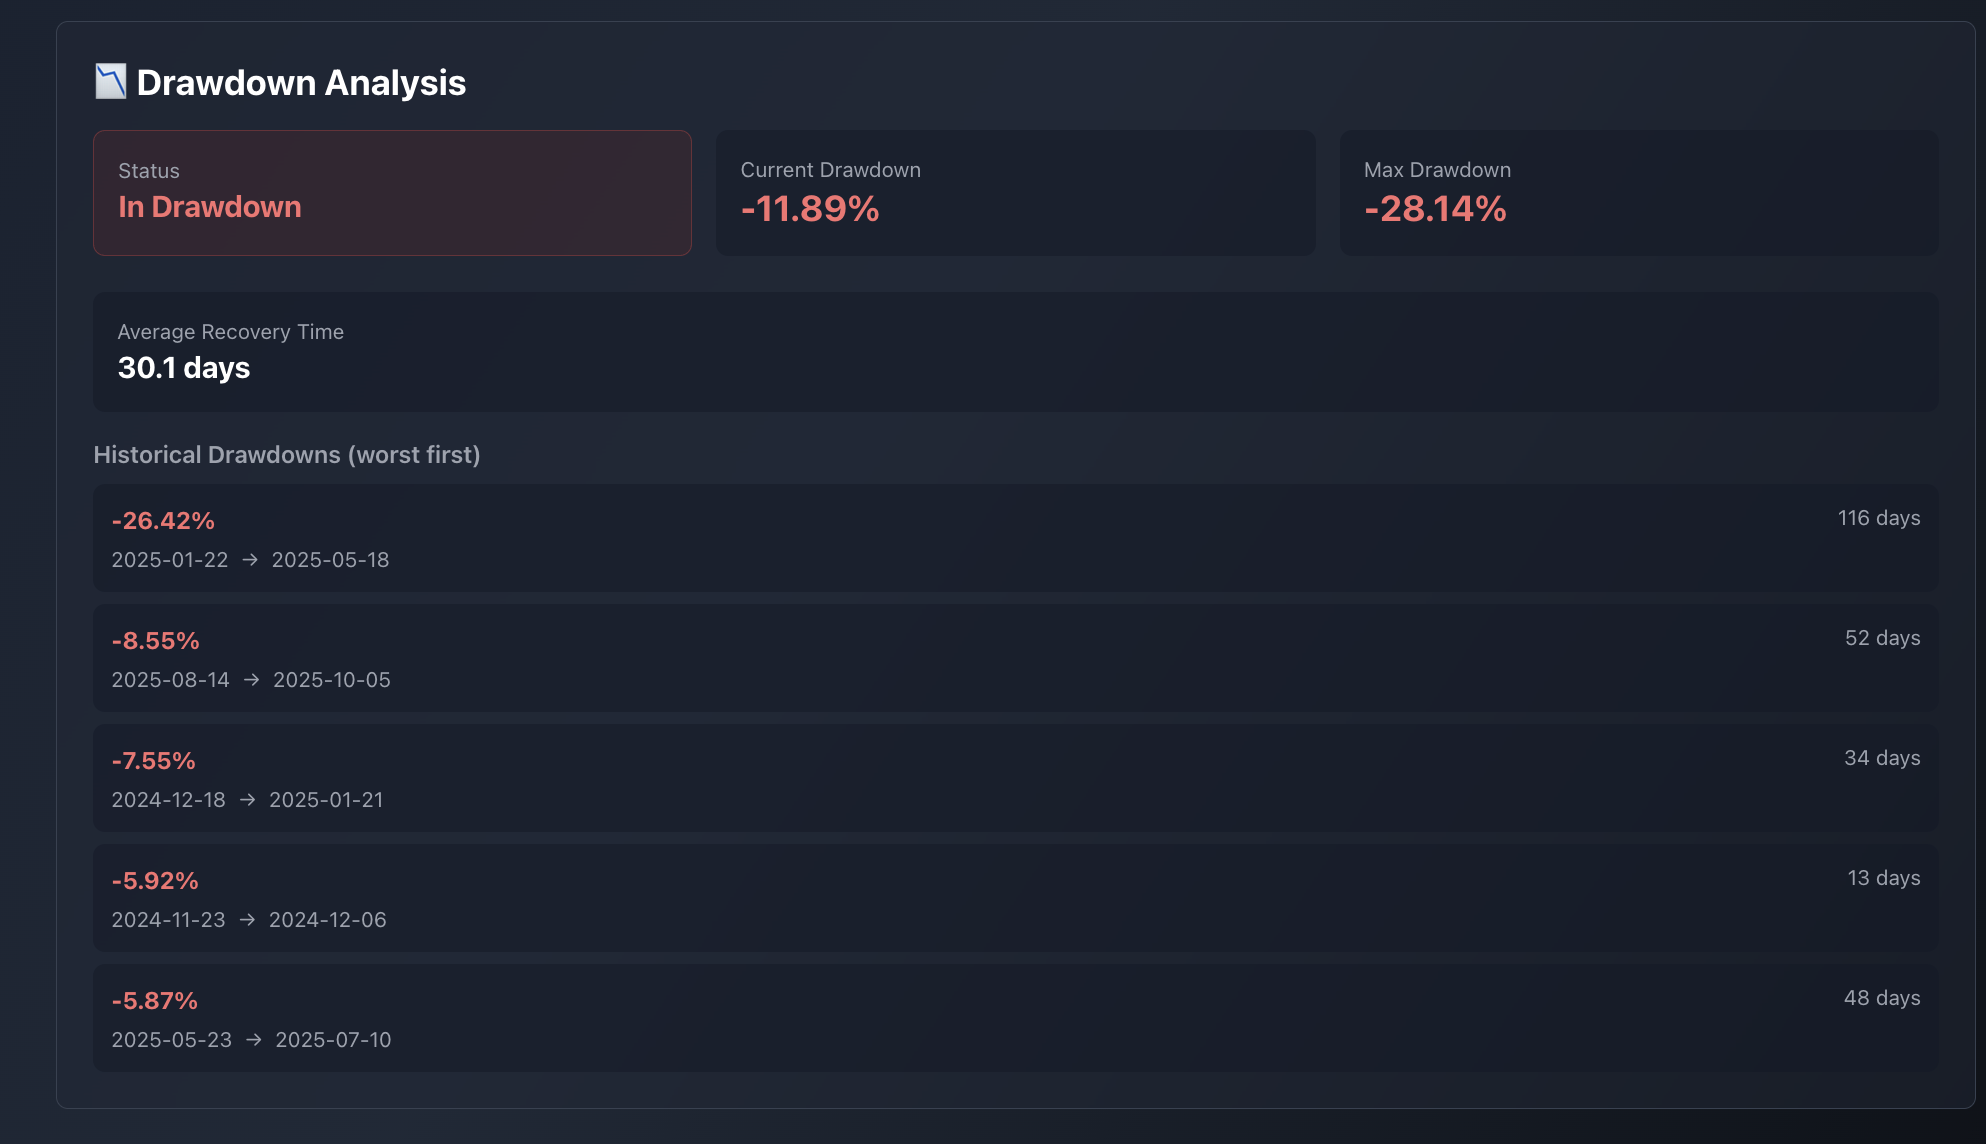 Drawdown Analysis
Status
In Drawdown
Current Drawdown
-11.89%
Max Drawdown
-28.14%
Average Recovery Time
30.1 days
Historical Drawdowns (worst first)
-26.42%
116 days
2025-01-22 → 2025-05-18
-8.55%
52 days
2025-08-14 → 2025-10-05
-7.55%
34 days
2024-12-18 → 2025-01-21
-5.92%
13 days
2024-11-23 → 2024-12-06
-5.87%
48 days
2025-05-23 → 2025-07-10